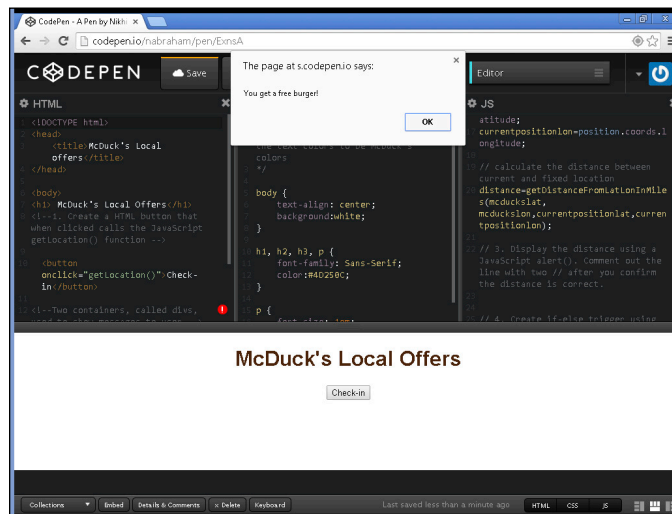 CodePen - A Pen by Nikh
codepen.io/nabraham/pen/ExnsA
The page at s.codepen.io says:
You get a free burger!
OK
CODEPEN
Save
Editor
HTML
<!DOCTYPE html>
<head>
<title>McDuck's Local
offers</title>
</head>
<body>
<h1> McDuck's Local Offers</h1>
<!--1. Create a HTML button that
when clicked calls the JavaScript
getLocation() function -->
<button
onclick="getLocation()">Check-
in</button>
<!--Two containers, called divs,
the text colors to be McDuck's
colors
*/
body {
text-align: center;
background:white;
}
h1, h2, h3, p {
font-family: Sans-Serif;
color:#4D250C;
}
p {
JS
atitude;
currentpositionlon=position.coords.l
ongitude;
// calculate the distance between
current and fixed location
distance=getDistanceFromLatLonInMile
s(mcduckslat,
mcduckslon,currentpositionlat,curren
tpositionlon);
// 3. Display the distance using a
JavaScript alert(). Comment out the
line with two // after you confirm
the distance is correct.
// 4. Create if-else trigger using
McDuck's Local Offers
Check-in
Collections Embed Details & Comments x Delete Keyboard Last saved less than a minute ago HTML CSS JS